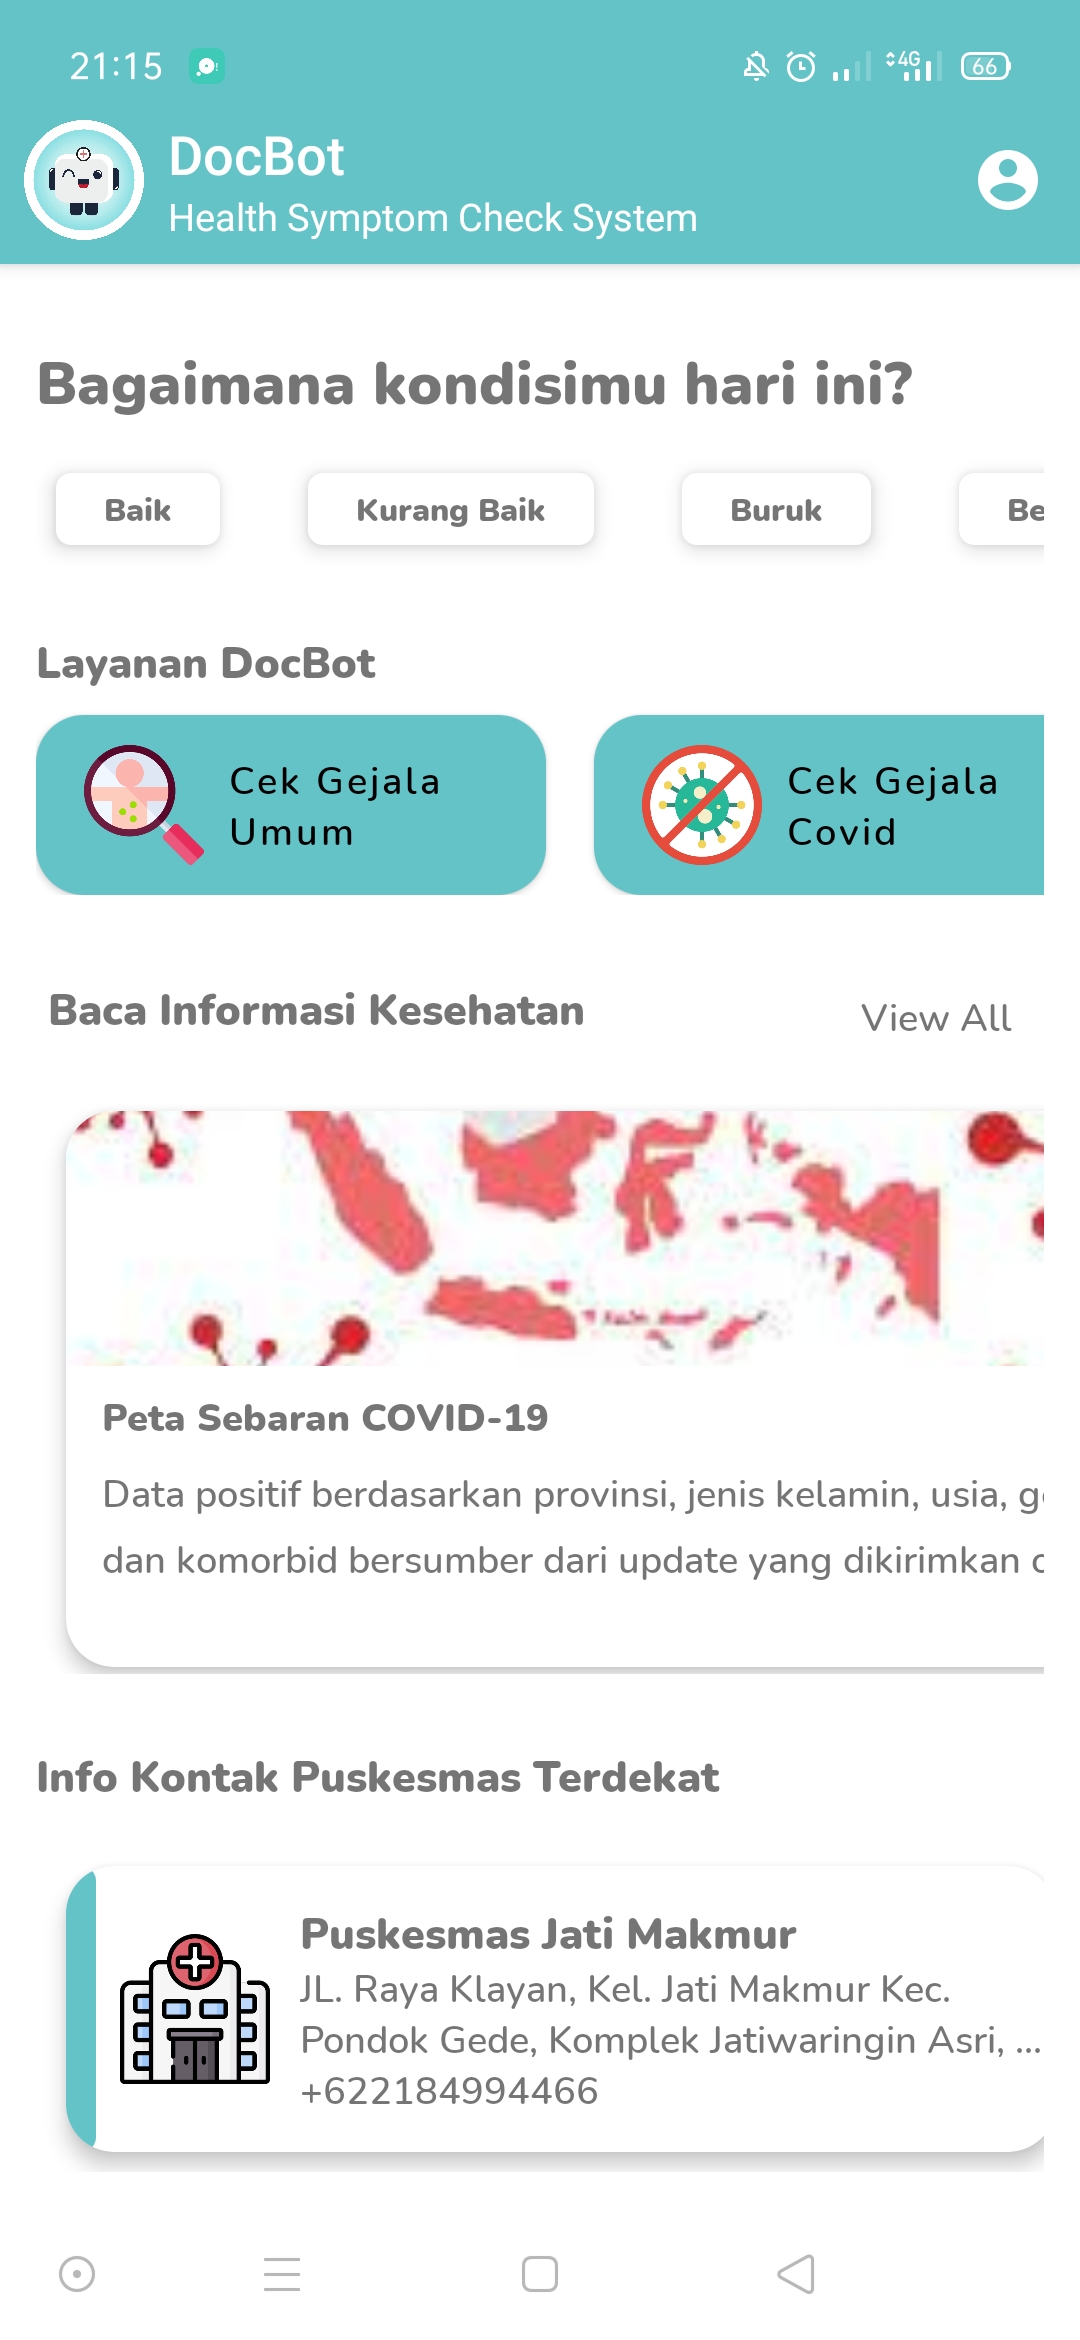 21:15
4G
66
DocBot
Health Symptom Check System
Bagaimana kondisimu hari ini?
Baik
Kurang Baik
Buruk
Be
Layanan DocBot
Cek Gejala
Umum
Cek Gejala
Covid
Baca Informasi Kesehatan
View All
Peta Sebaran COVID-19
Data positif berdasarkan provinsi, jenis kelamin, usia,
dan komorbid bersumber dari update yang dikirimkan
Info Kontak Puskesmas Terdekat
Puskesmas Jati Makmur
JL. Raya Klayan, Kel. Jati Makmur Kec.
Pondok Gede, Komplek Jatiwaringin Asri, ...
+622184994466